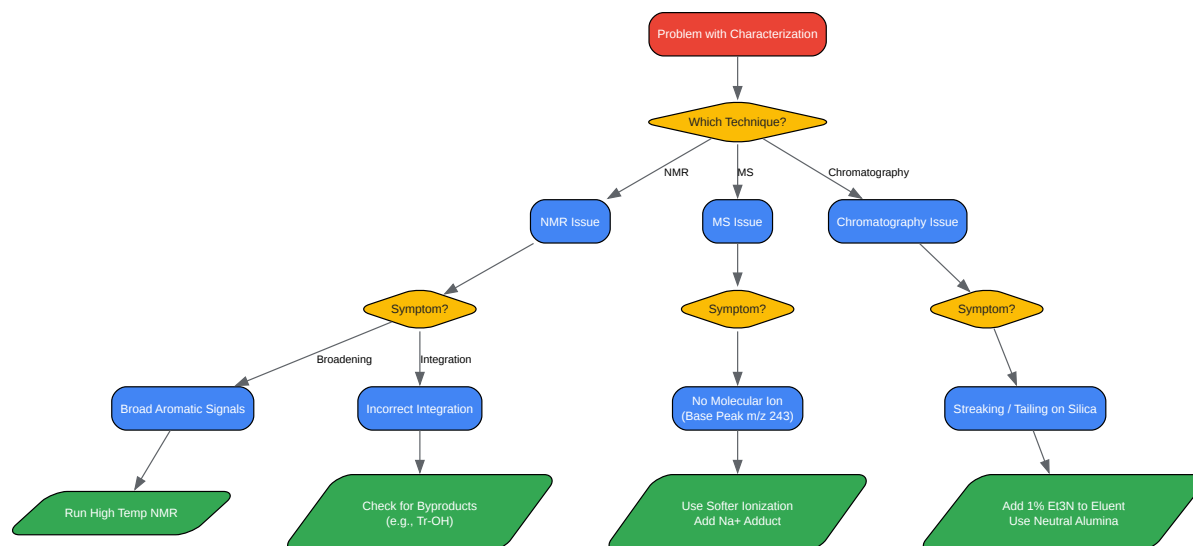 Problem with Characterization
Which Technique?
NMR
MS
Chromatography
NMR Issue
MS Issue
Chromatography Issue
Symptom?
Symptom?
Symptom?
Broadening
Integration
Broad Aromatic Signals
Incorrect Integration
No Molecular Ion
(Base Peak m/z 243)
Streaking / Tailing on Silica
Run High Temp NMR
Check for Byproducts
(e.g., Tr-OH)
Use Softer Ionization
Add Na+ Adduct
Add 1% Et3N to Eluent
Use Neutral Alumina